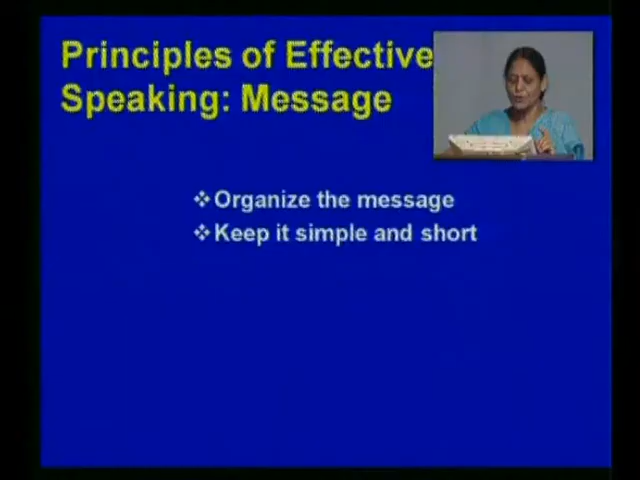 Principles of Effective
Speaking: Message
❖Organize the message
❖Keep it simple and short